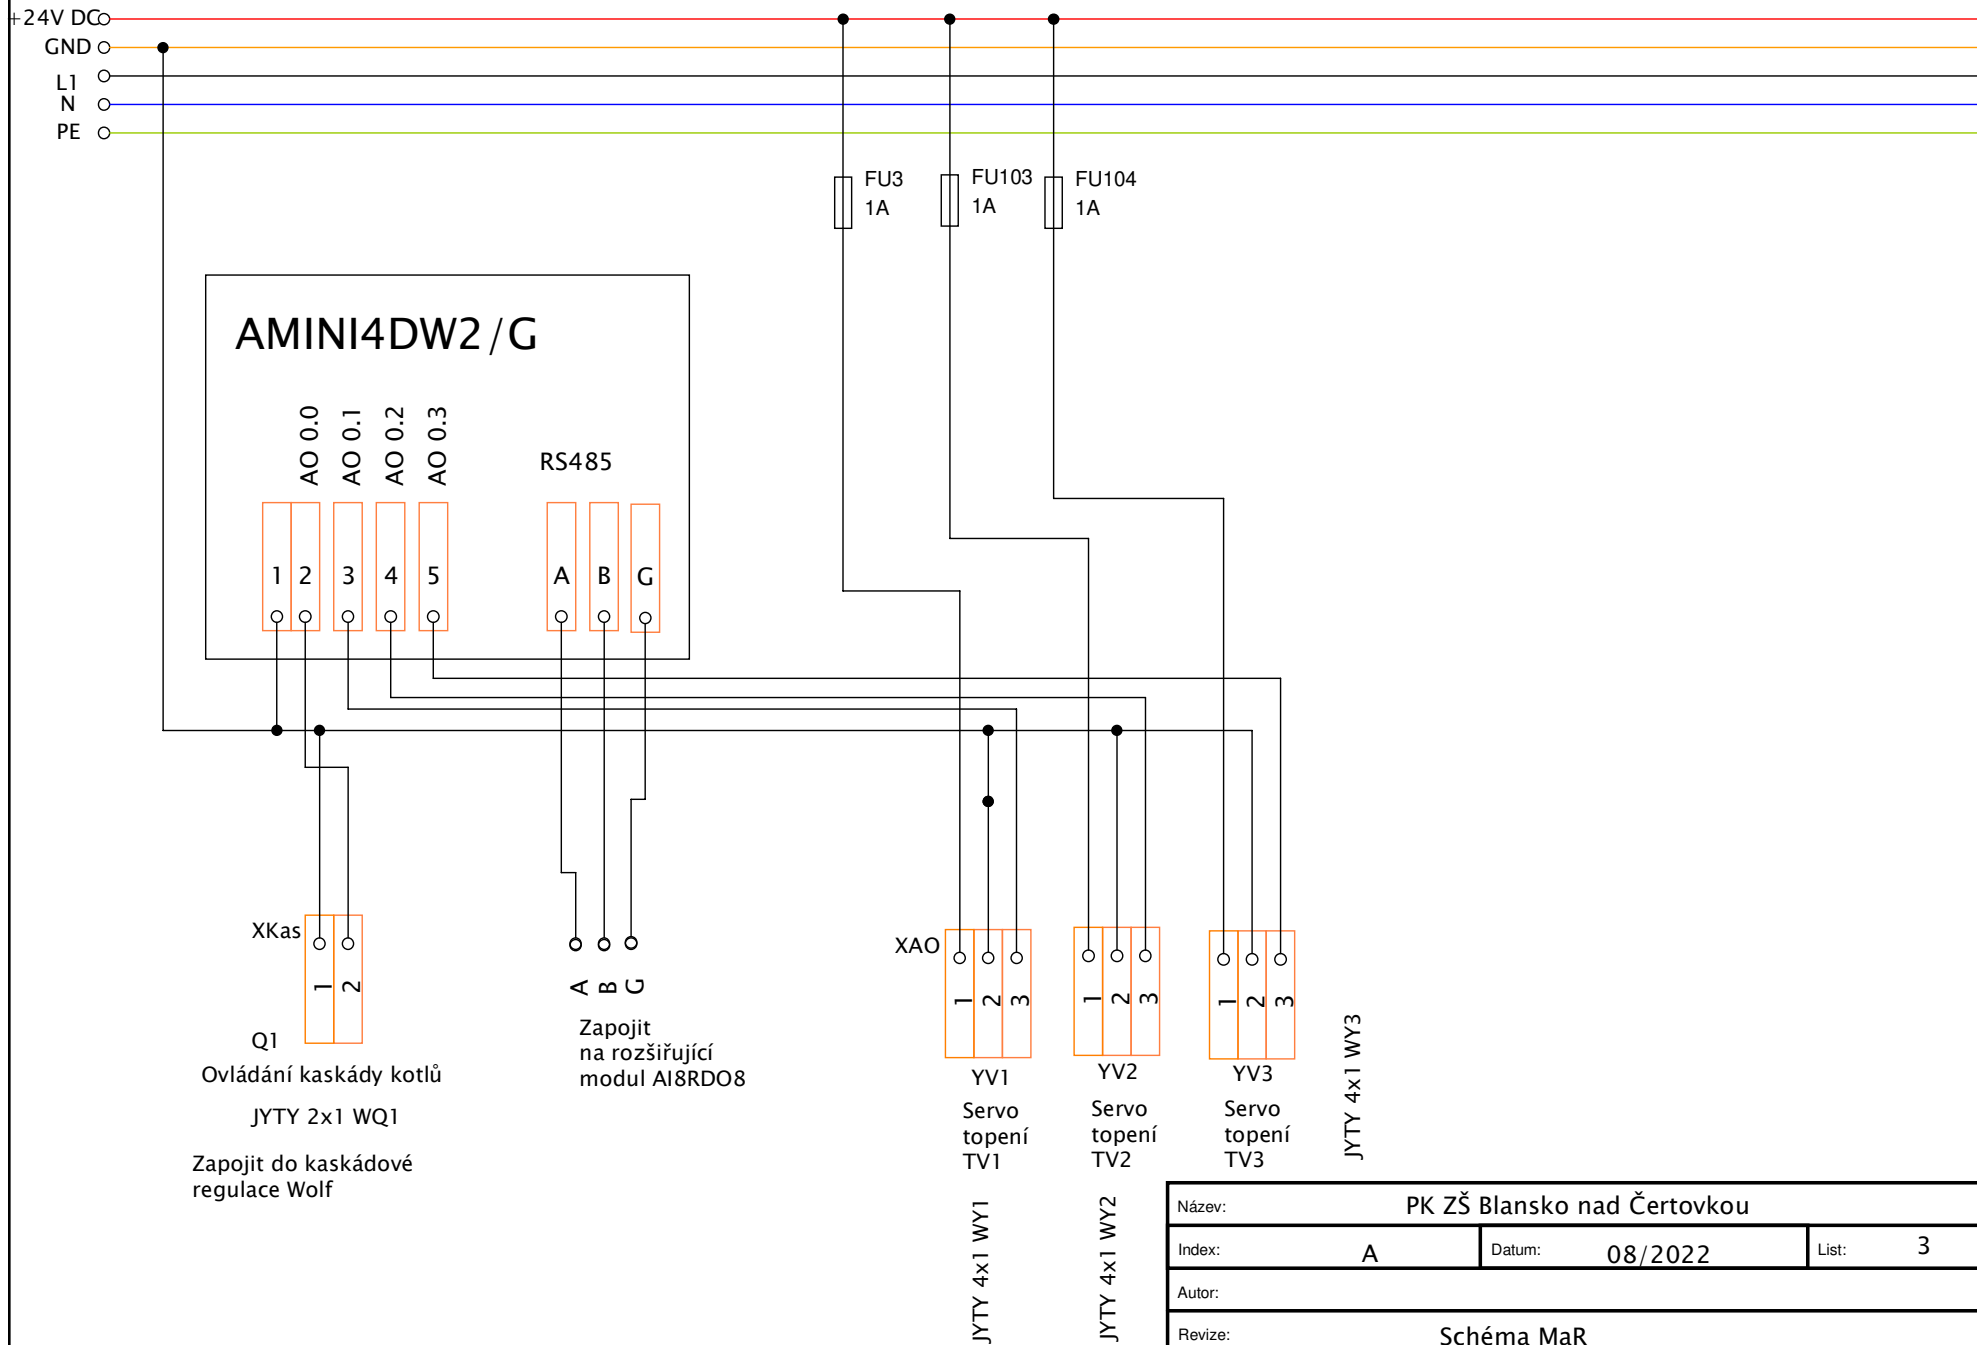 +24V DC
GND
L1
N
PE
FU3
1A
FU103
1A
FU104
1A
AMINI4DW2/G
AO 0.0
AO 0.1
AO 0.2
AO 0.3
RS485
1 2 3 4 5 A B G
XKas
1 2
Q1
Ovládání kaskády kotlů
JYTY 2x1 WQ1
Zapojit do kaskádové
regulace Wolf
A B G
Zapojit
na rozšiřující
modul AI8RDO8
XAO
1 2 3
YV1
Servo
topení
TV1
JYTY 4x1 WY1
1 2 3
YV2
Servo
topení
TV2
JYTY 4x1 WY2
1 2 3
YV3
Servo
topení
TV3
JYTY 4x1 WY3
Název: PK ZŠ Blansko nad Čertovkou
Index: A Datum: 08/2022 List: 3
Autor:
Revize: Schéma MaR